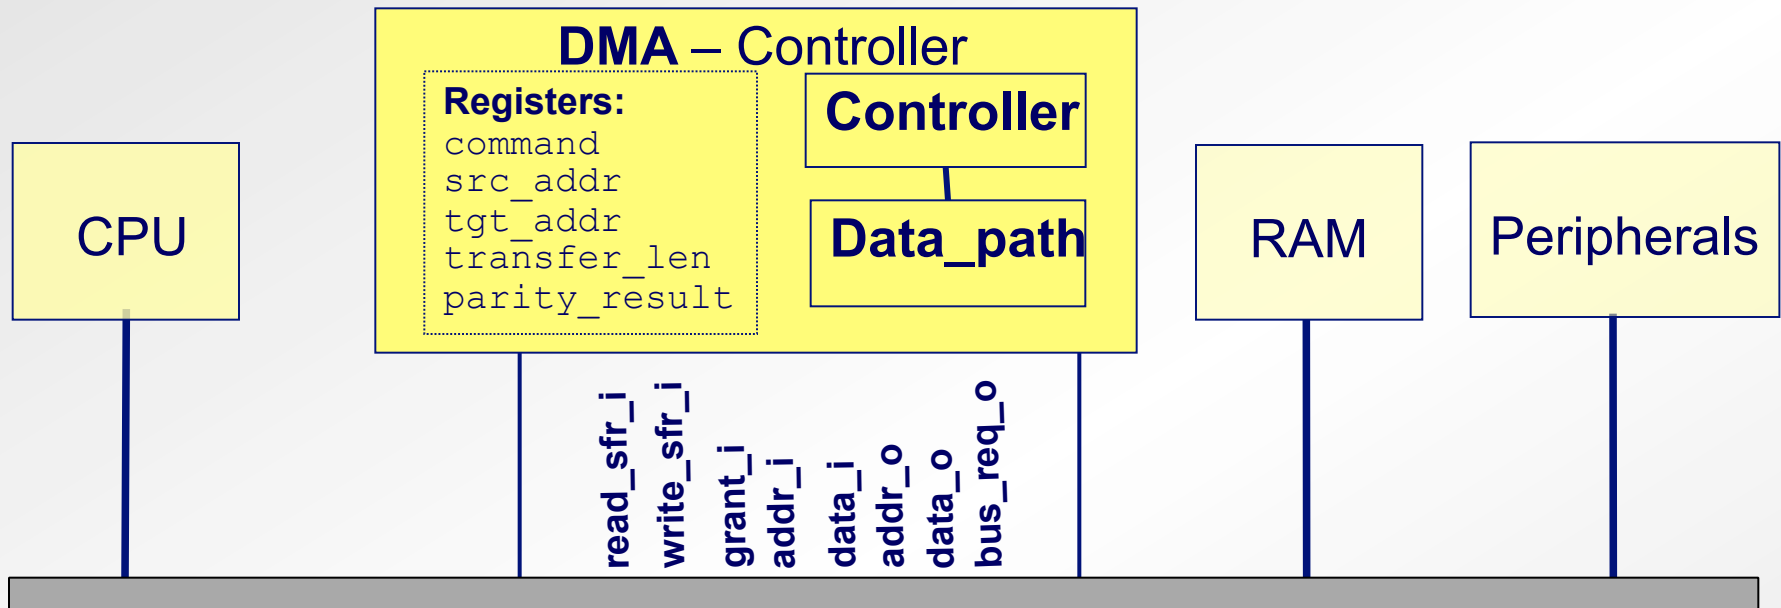 DMA – Controller
Registers:
command
src_addr
tgt_addr
transfer_len
parity_result
Controller
Data_path
CPU
RAM
Peripherals
read_sfr_i
write_sfr_i
grant_i
addr_i
data_i
addr_o
data_o
bus_req_o